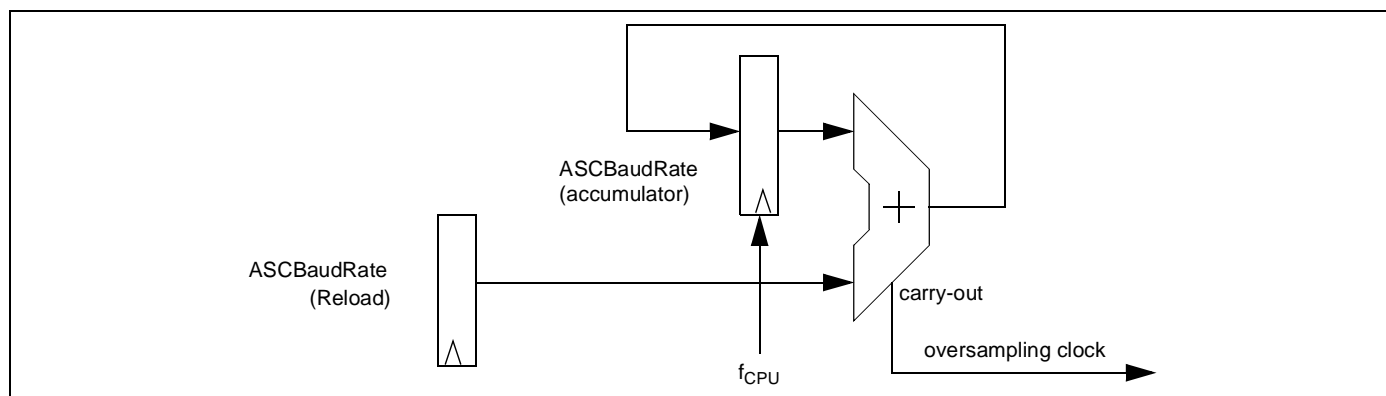 ASCBaudRate
(accumulator)
+
ASCBaudRate
(Reload)
carry-out
oversampling clock
fCPU